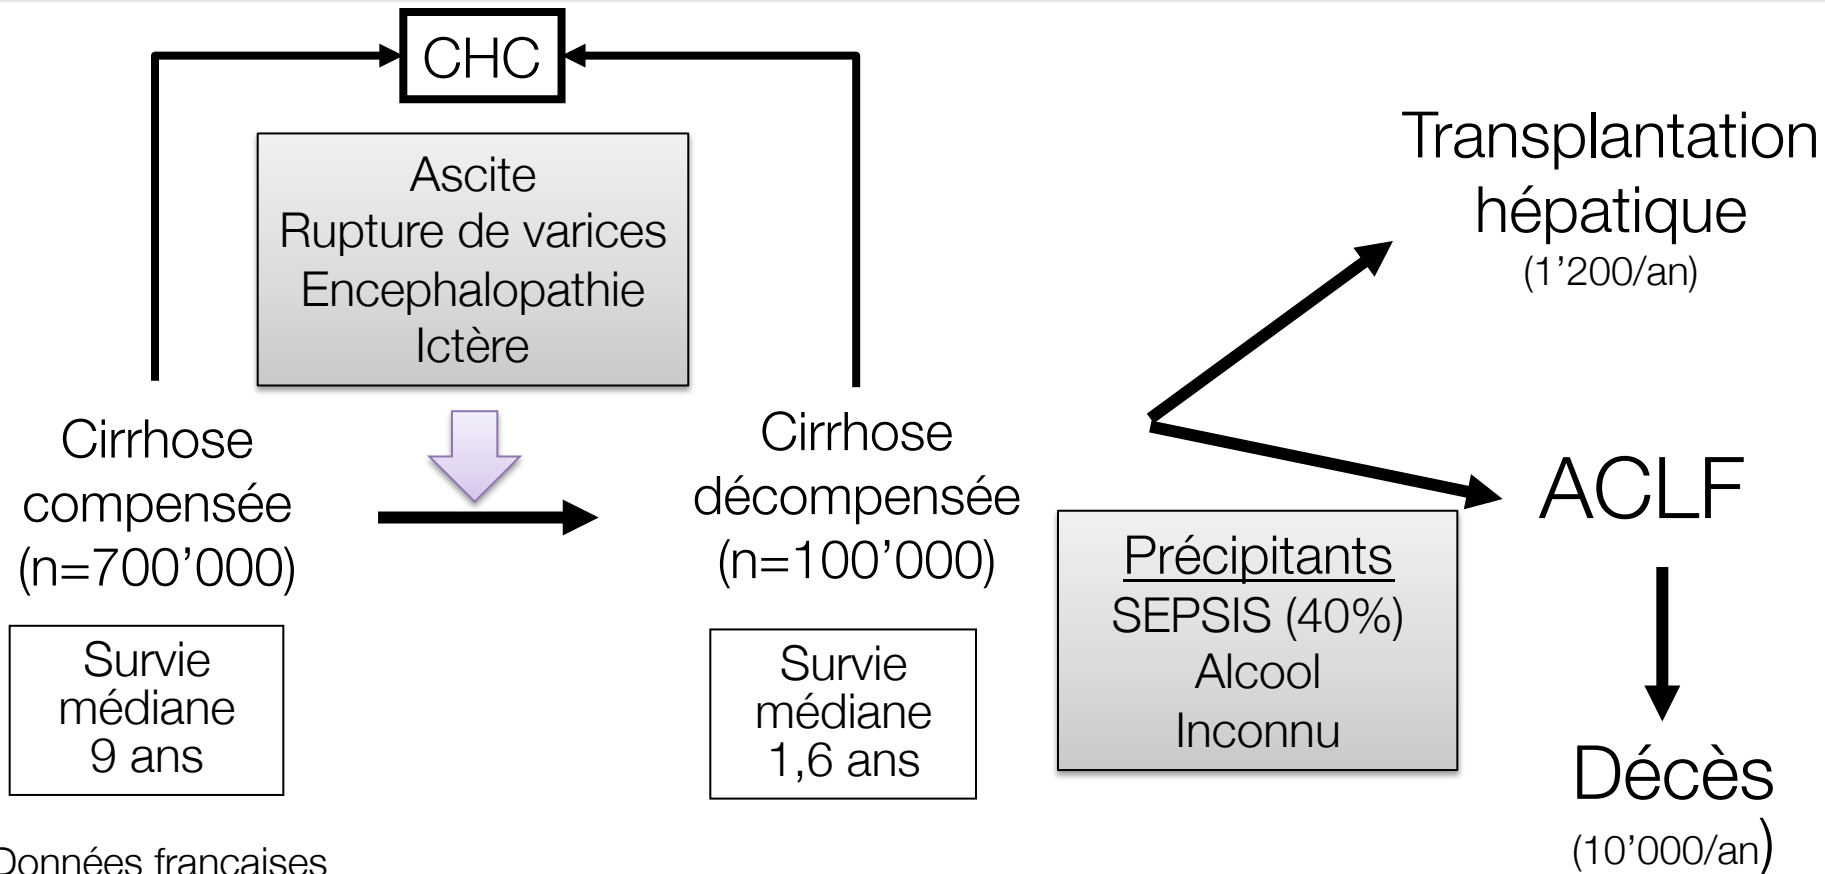 CHC
Ascite
Rupture de varices
Encephalopathie
Ictère
Transplantation
hépatique
(1’200/an)
Cirrhose
compensée
(n=700’000)
Cirrhose
décompensée
(n=100’000)
ACLF
Précipitants
SEPSIS (40%)
Alcool
Inconnu
Survie
médiane
9 ans
Survie
médiane
1,6 ans
Décès
(10’000/an)
Données françaises